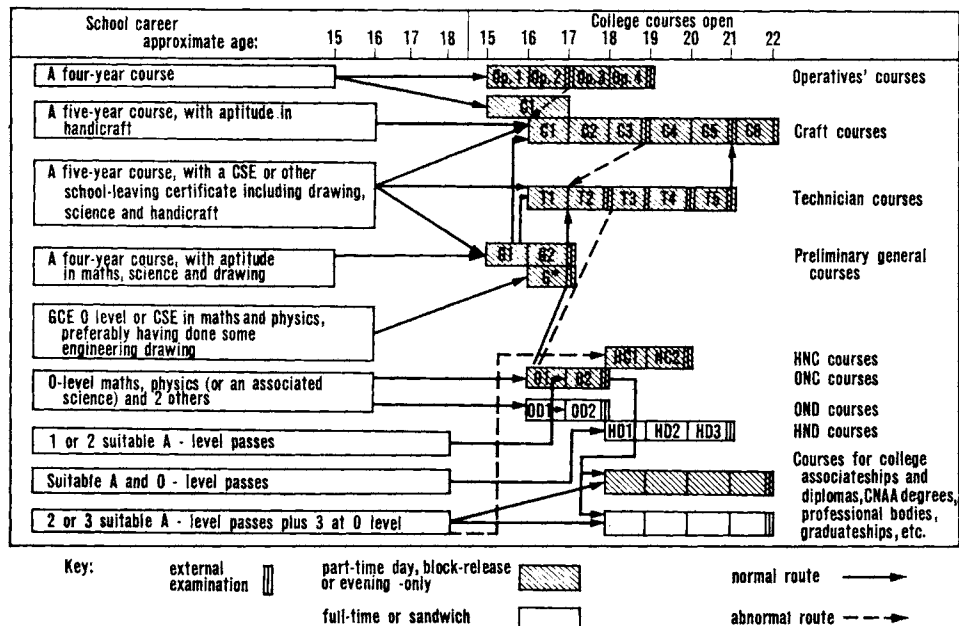 School career
approximate age:
15 16 18
College courses open
15 16 17 18 19 20 21 22
A four-year course
Op.1 Op.2 Op.3 Op.4
Operatives' courses
A five-year course, with aptitude in
handicraft
C1
C1 C2 C3 C4 C5 C6
Craft courses
A five-year course, with a CSE or other
school-leaving certificate including drawing,
science and handicraft
T1 T2 T3 T4 T5
Technician courses
A four-year course, with aptitude
in maths, science and drawing
G1 G2
G*
Preliminary general
courses
GCE O level or CSE in maths and physics,
preferably having done some
engineering drawing
HC1 HC2
HNC courses
O-level maths, physics (or an associated
science) and 2 others
O1 O2
ONC courses
OD1 OD2
OND courses
HD1 HD2 HD3
HND courses
1 or 2 suitable A - level passes
Suitable A and O - level passes
2 or 3 suitable A - level passes plus 3 at O level
Courses for college
associateships and
diplomas, CNAA degrees,
professional bodies,
graduateships, etc.
Key:
external
examination
part-time day, block-release
or evening -only
full-time or sandwich
normal route
abnormal route